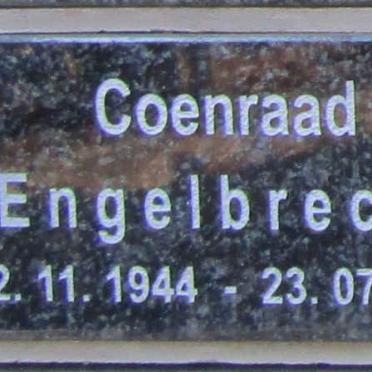 Coenraad
Engelbrec
2. 11. 1944 - 23. 07